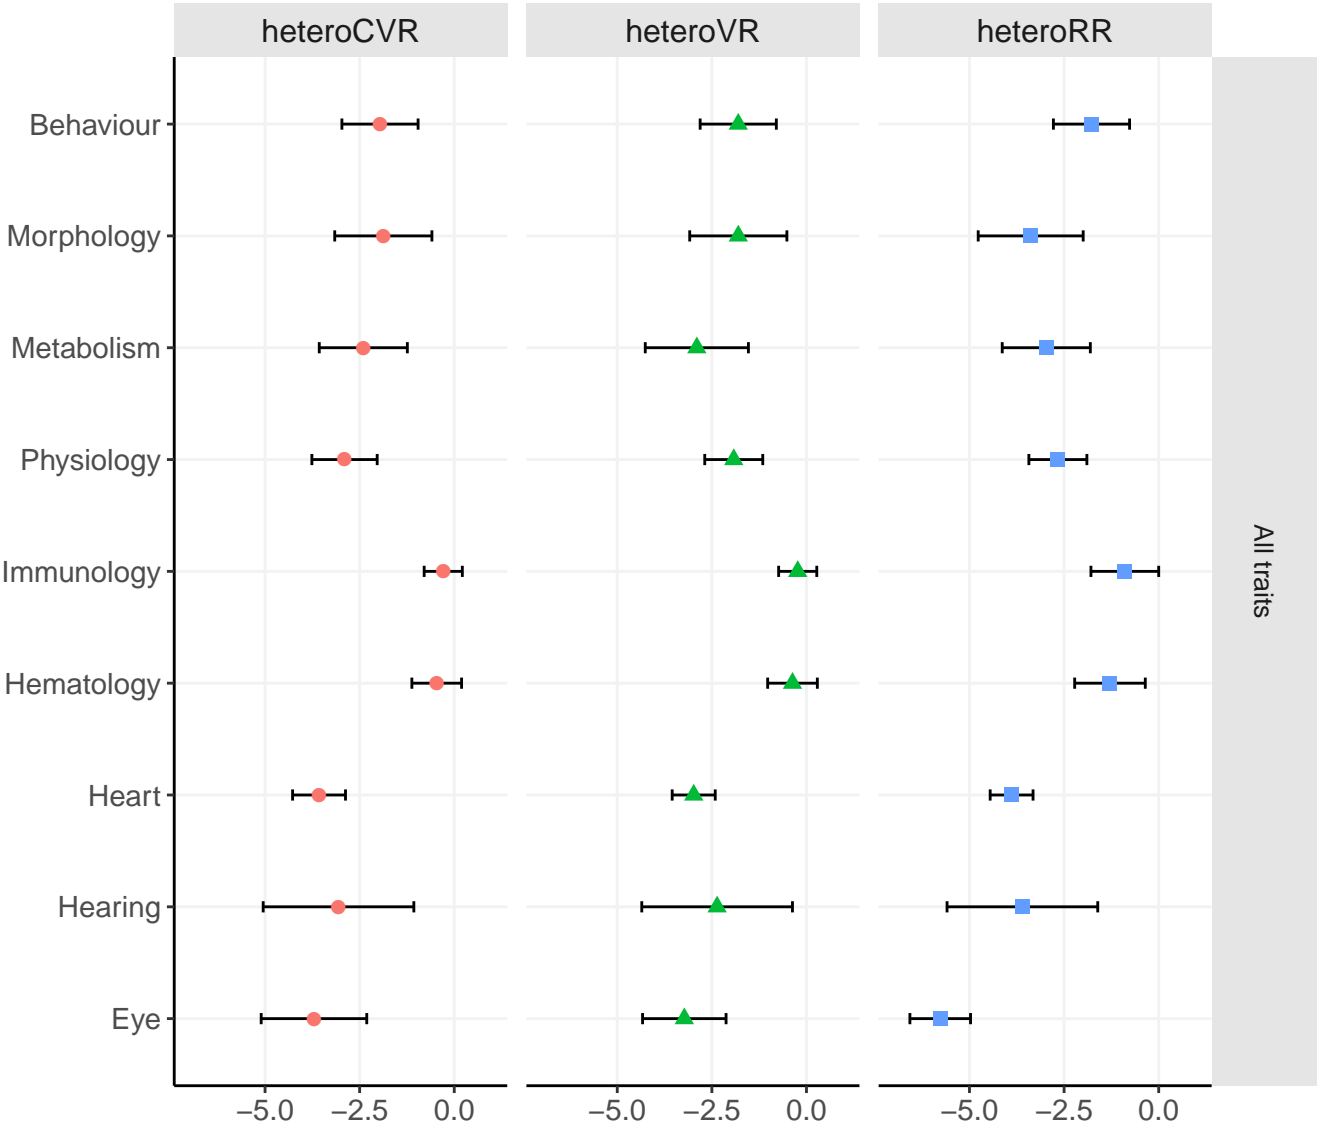 heteroCVR heteroVR heteroRR
Behaviour
Morphology
Metabolism
Physiology
Immunology
Hematology
Heart
Hearing
Eye
All traits
−5.0 −2.5 0.0 −5.0 −2.5 0.0 −5.0 −2.5 0.0